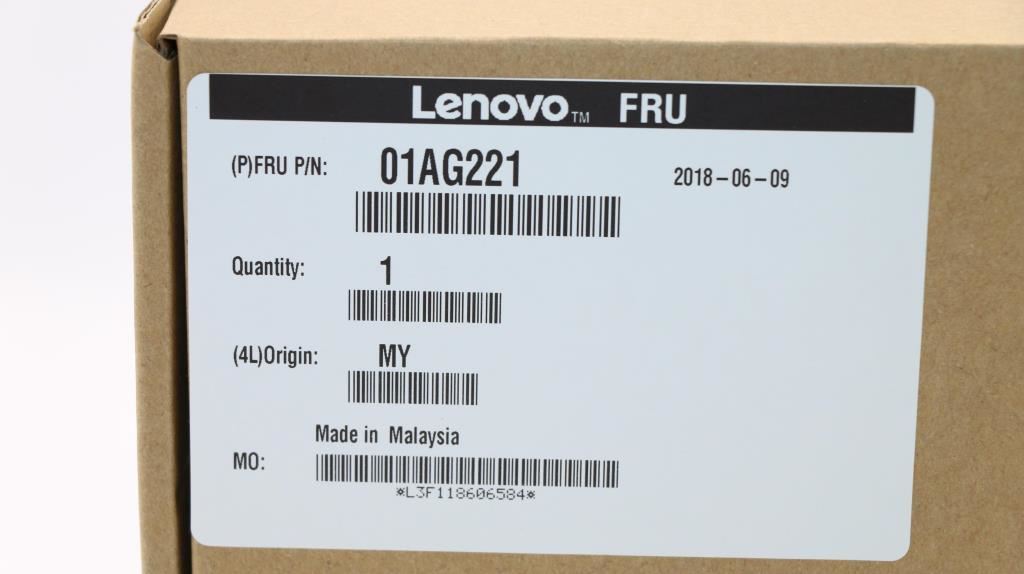 Lenovo™ FRU
(P)FRU P/N: 01AG221 2018-06-09
Quantity: 1
(4L)Origin: MY
Made in Malaysia
MO:
*L3F118606584*